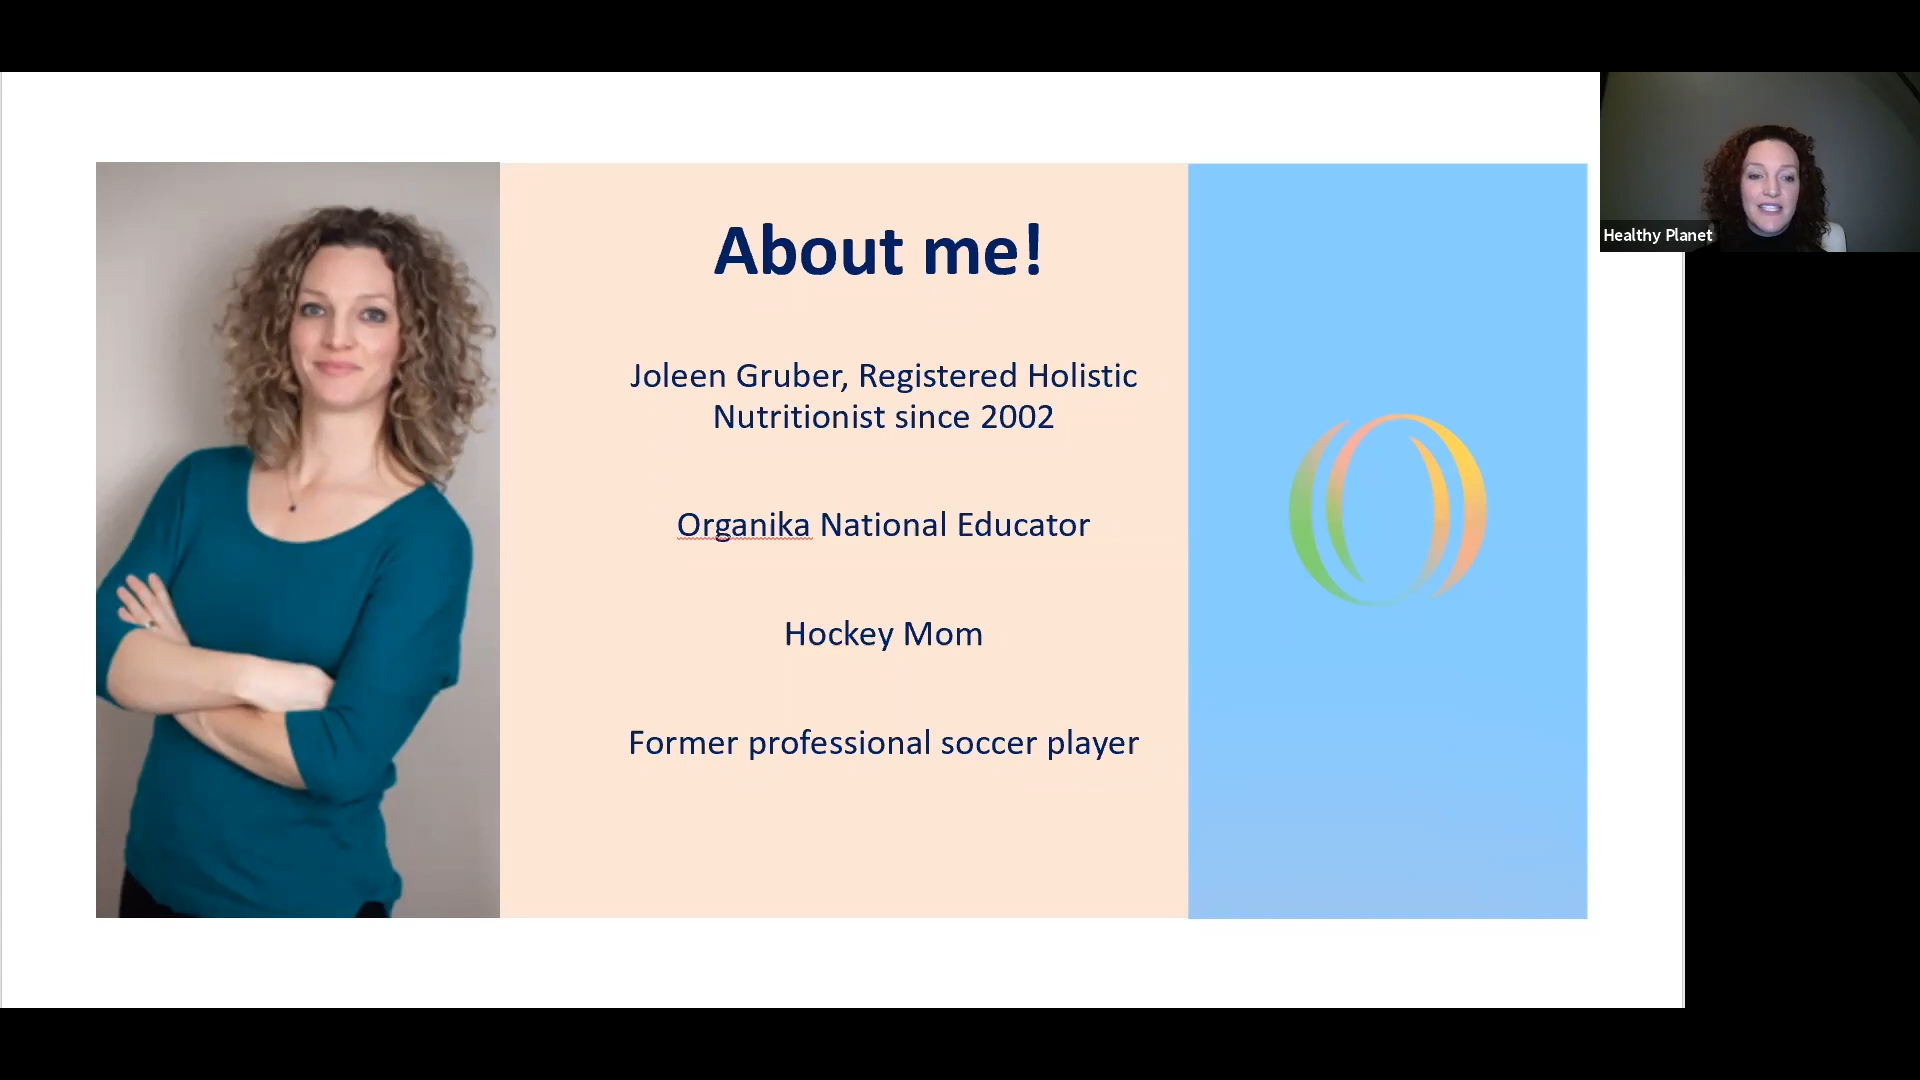 About me!
Joleen Gruber, Registered Holistic
Nutritionist since 2002
Organika National Educator
Hockey Mom
Former professional soccer player
Healthy Planet